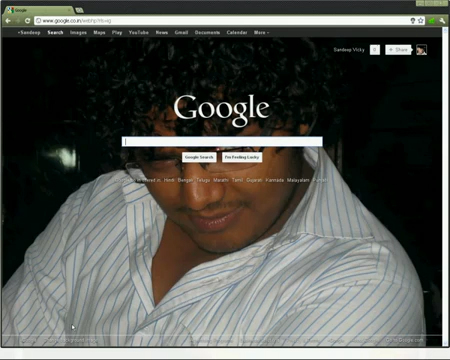 Google
www.google.co.in
+Sandeep Search Images Maps Play YouTube News Gmail Documents Calendar More
Sandeep Vicky 0 + Share
Google
Google Search I'm Feeling Lucky
Hindi Bengali Telugu Marathi Tamil Gujarati Kannada Malayalam Punjabi